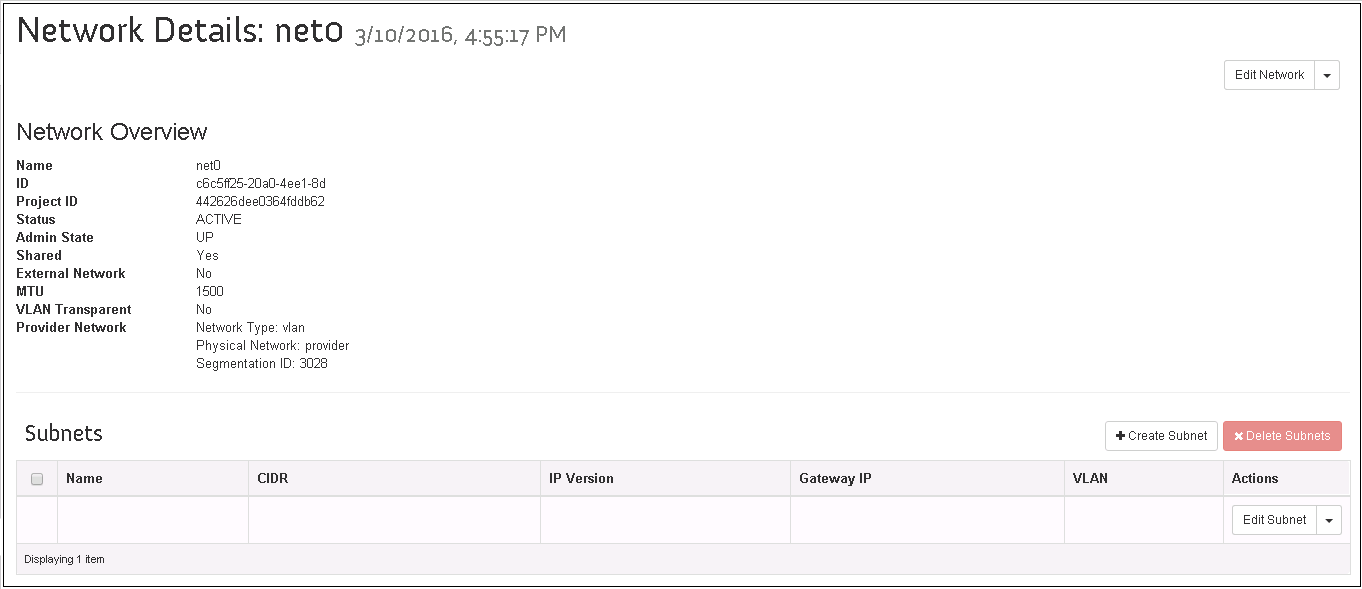 Network Details: net0 3/10/2016, 4:55:17 PM
Edit Network
Network Overview
Name net0
ID c6c5ff25-20a0-4ee1-8d
Project ID 442626dee0364fddb62
Status ACTIVE
Admin State UP
Shared Yes
External Network No
MTU 1500
VLAN Transparent No
Provider Network Network Type: vlan
Physical Network: provider
Segmentation ID: 3028
Subnets
Create Subnet Delete Subnets
Name CIDR IP Version Gateway IP VLAN Actions
Edit Subnet
Displaying 1 item